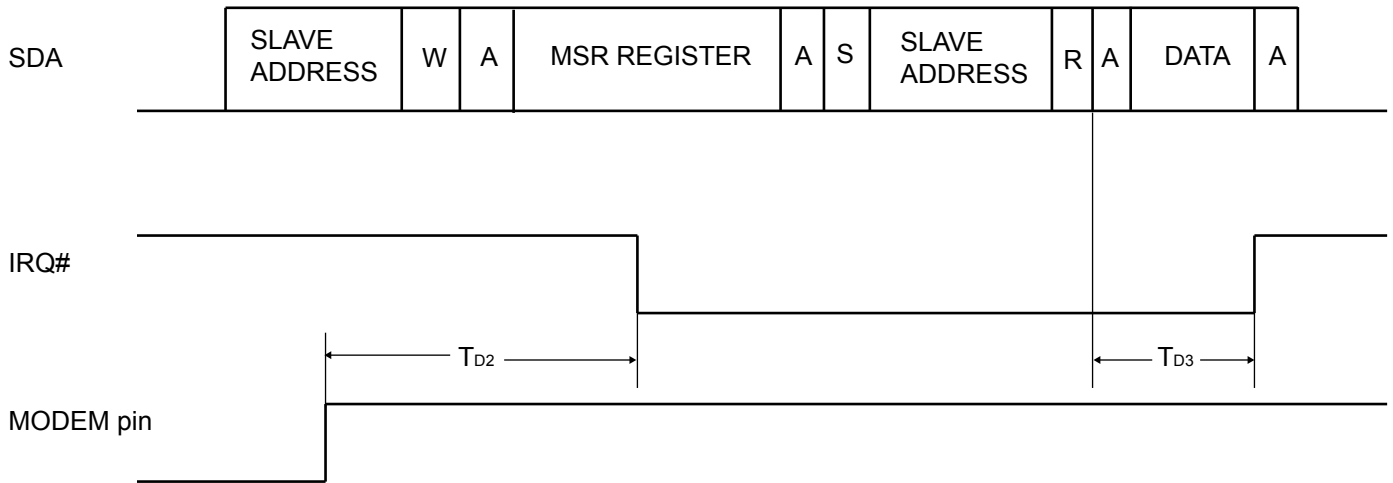 SDA
SLAVE
ADDRESS
W
A
MSR REGISTER
A
S
SLAVE
ADDRESS
R
A
DATA
A
IRQ#
TD2
TD3
MODEM pin